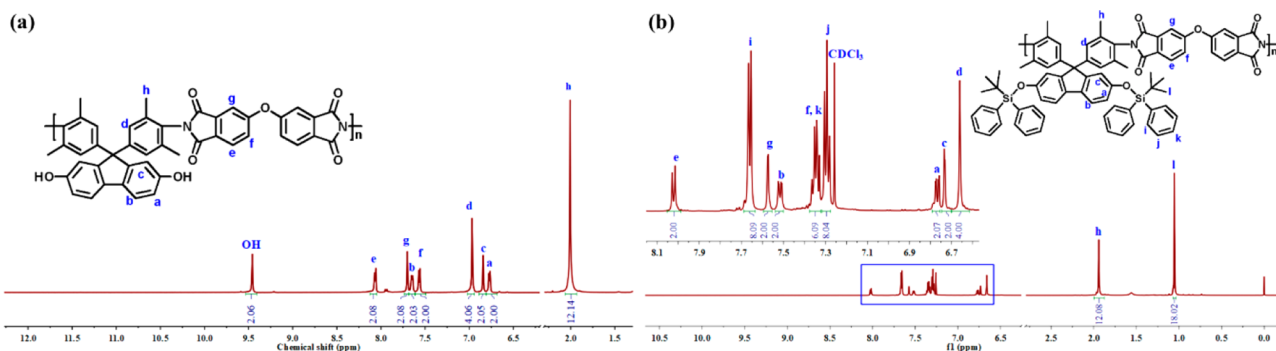 (a)
h
g
d
N
O
O
O
O
O
N
n
e
f
HO
c
OH
b
a
OH
e
g
b
f
d
c
a
h
2.06
2.08
2.08
2.03
2.00
4.06
2.05
2.00
12.14
12.0
11.5
11.0
10.5
10.0
9.5
9.0
8.5
8.0
7.5
7.0
6.5
2.0
1.5
Chemical shift (ppm)
(b)
h
g
d
N
O
O
O
O
O
N
n
e
f
c
a
b
O
Si
O
Si
l
i
j
k
e
i
g
b
f, k
j
CDCl3
a
c
d
2.00
8.09
2.00
2.00
6.09
8.04
2.07
2.00
4.00
8.1
7.9
7.7
7.5
7.3
7.1
6.9
6.7
h
l
12.08
18.02
10.5
10.0
9.5
9.0
8.5
8.0
7.5
7.0
6.5
2.5
2.0
1.5
1.0
0.5
0.0
f1 (ppm)